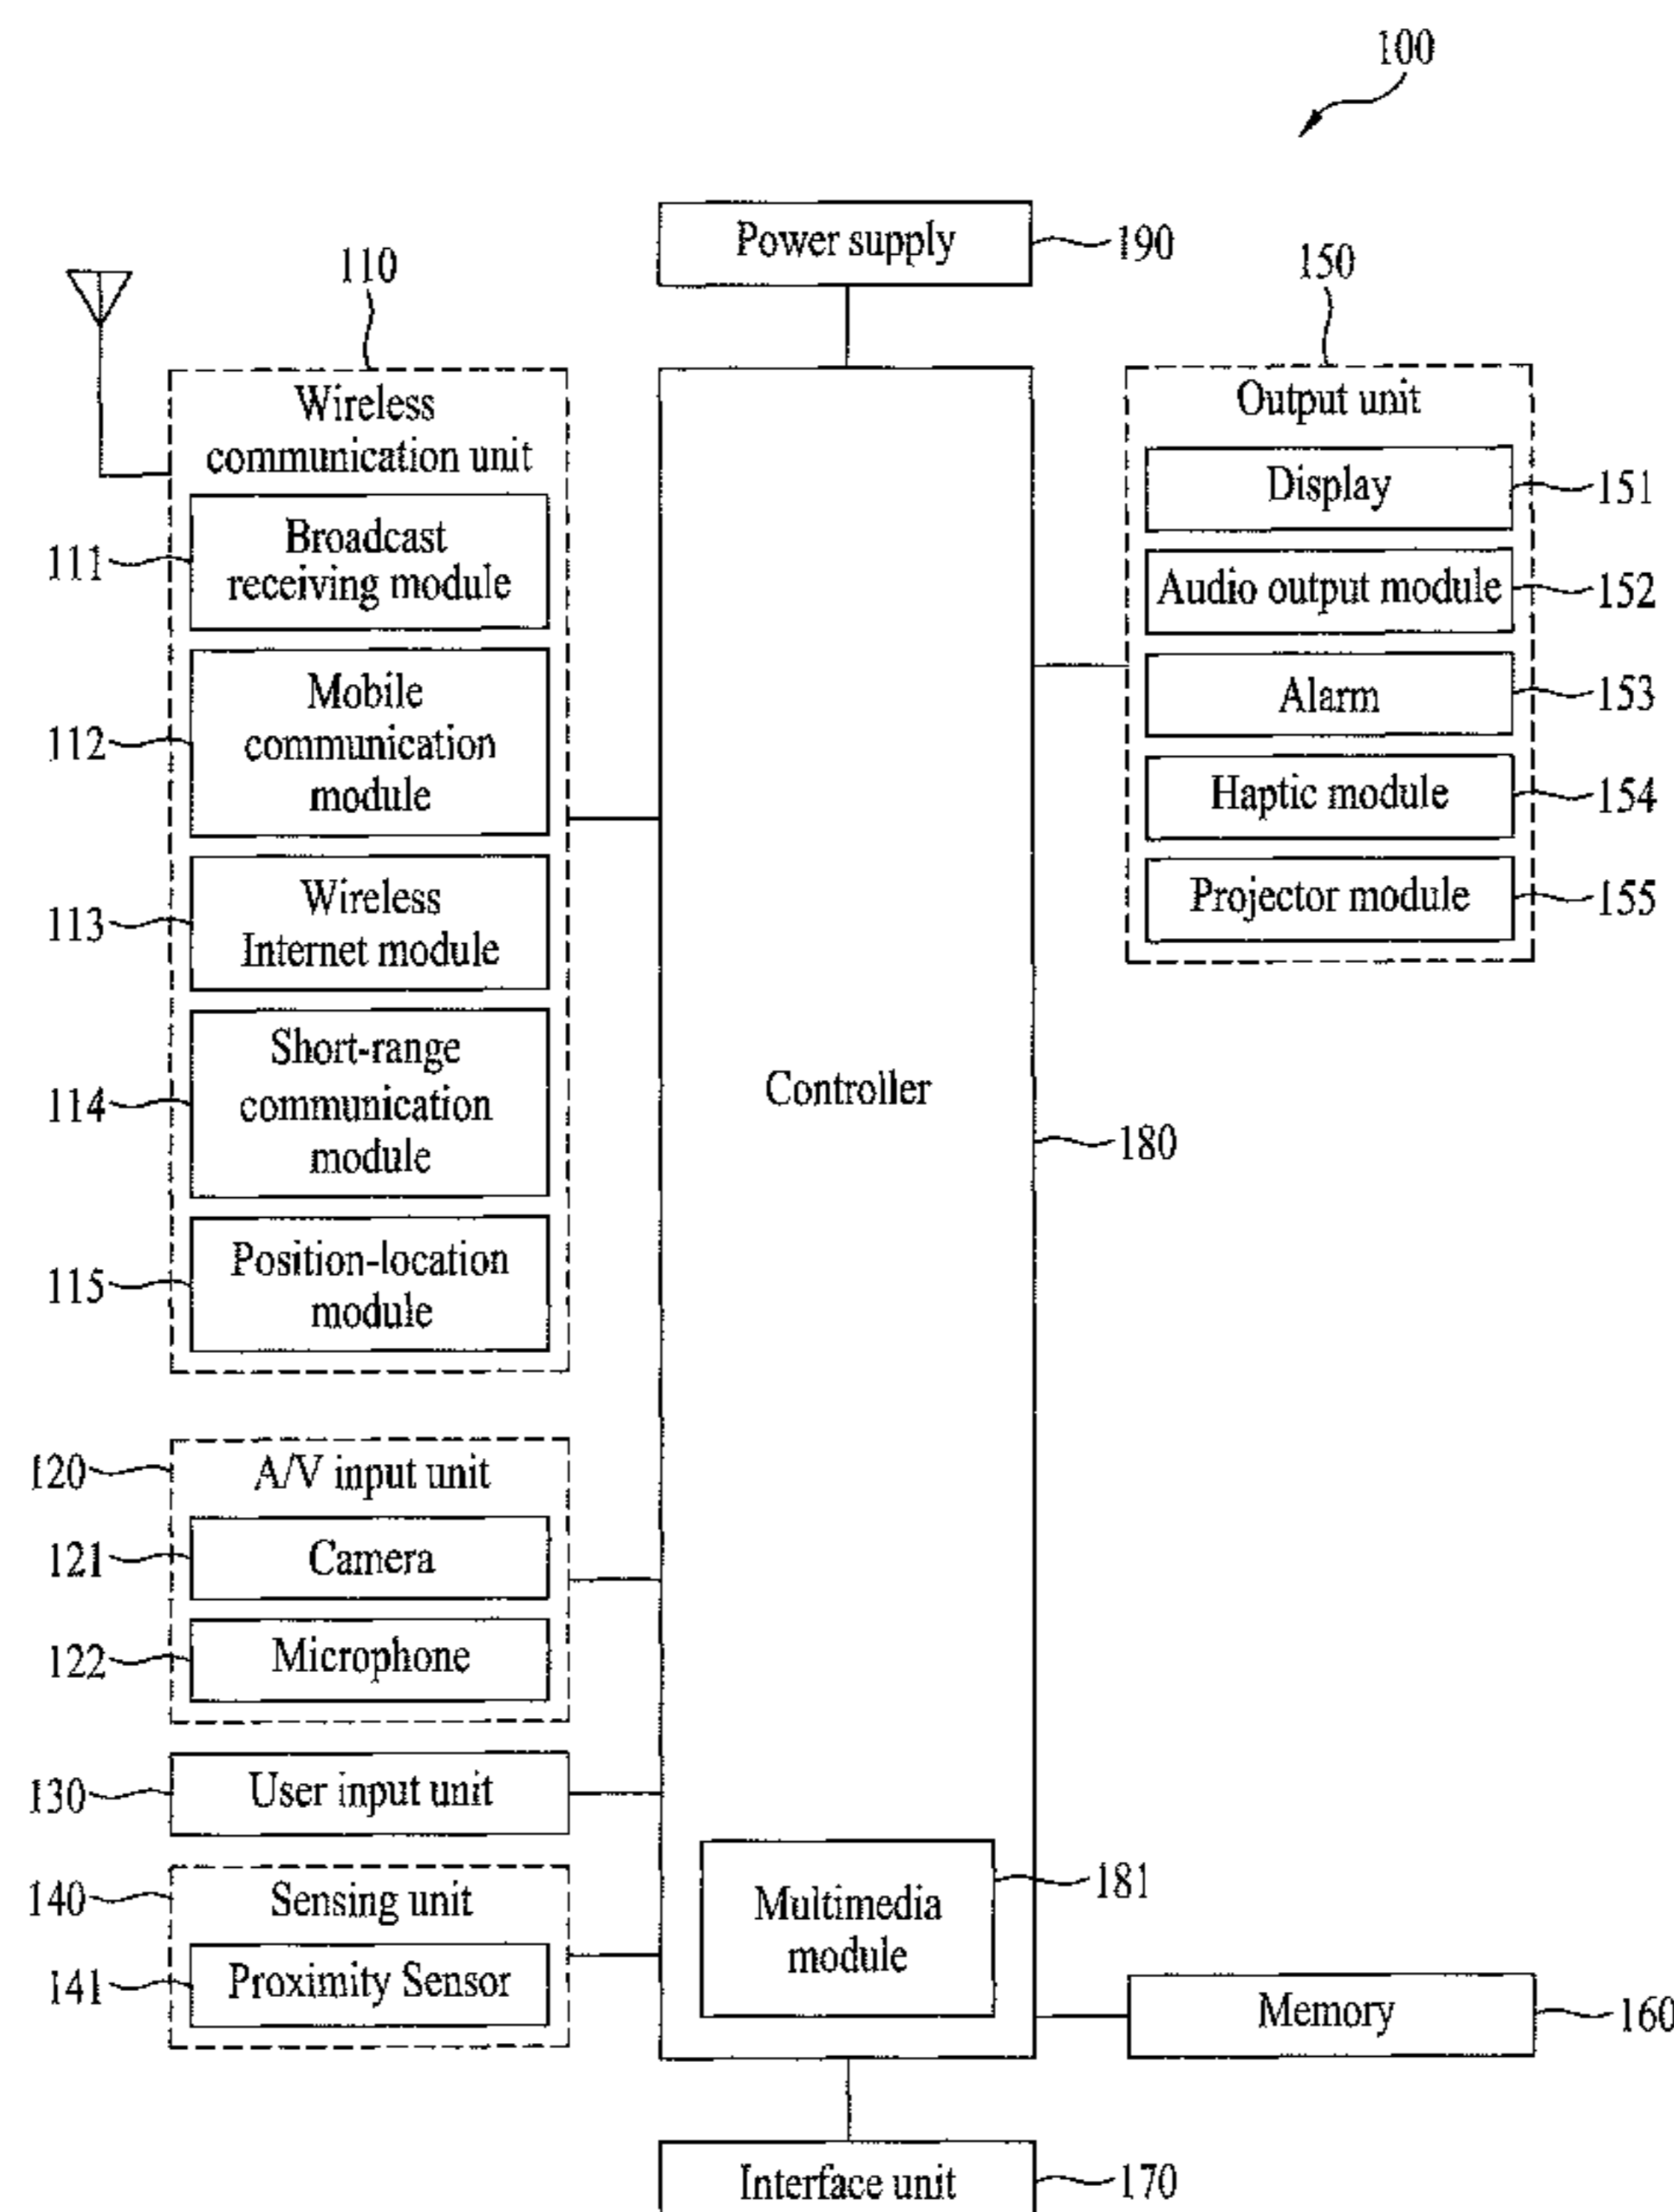 100
Power supply
190
110
Wireless
communication unit
111
Broadcast
receiving module
112
Mobile
communication
module
113
Wireless
Internet module
114
Short-range
communication
module
115
Position-location
module
120
A/V input unit
121
Camera
122
Microphone
130
User input unit
140
Sensing unit
141
Proximity Sensor
Controller
180
Multimedia
module
181
150
Output unit
Display
151
Audio output module
152
Alarm
153
Haptic module
154
Projector module
155
Memory
160
Interface unit
170